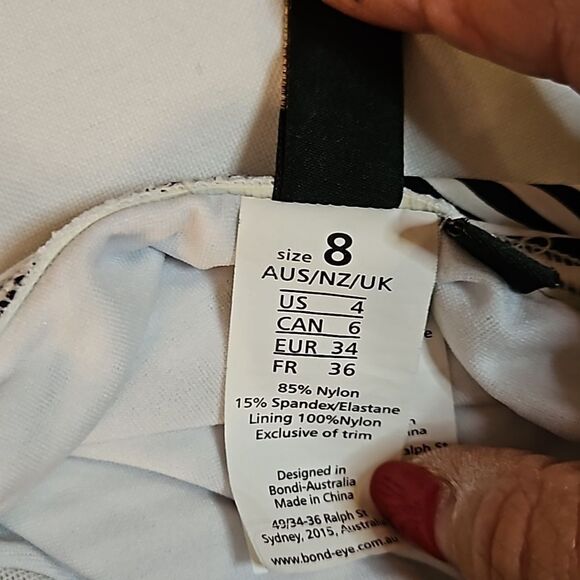 size 8
AUS/NZ/UK
US 4
CAN 6
EUR 34
FR 36
85% Nylon
15% Spandex/Elastane
Lining 100%Nylon
Exclusive of trim
Designed in
Bondi-Australia
Made in China
49/34-36 Ralph St
Sydney, 2015, Australia
www.bond-eye.com.au